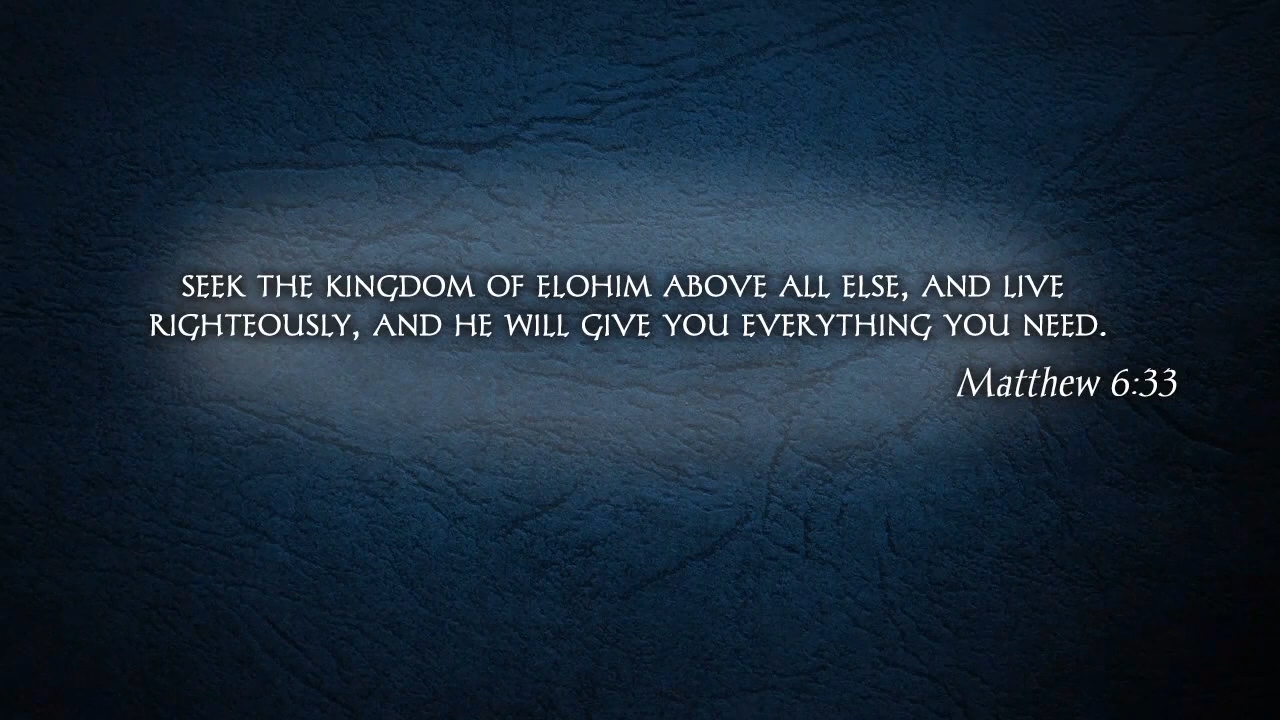 SEEK THE KINGDOM OF ELOHIM ABOVE ALL ELSE, AND LIVE
RIGHTEOUSLY, AND HE WILL GIVE YOU EVERYTHING YOU NEED.
Matthew 6:33